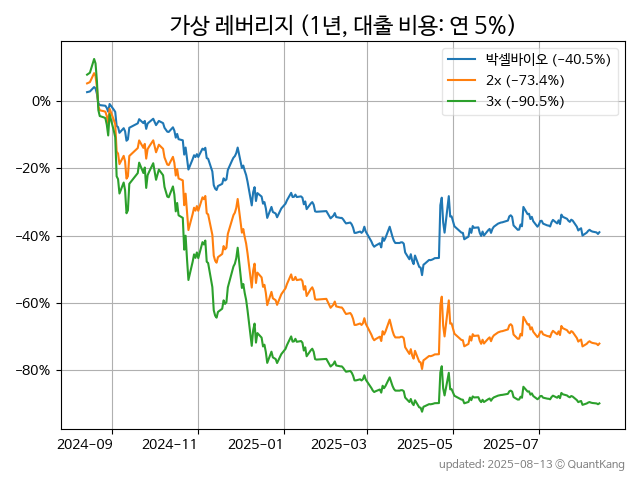 가상 레버리지 (1년, 대출 비용: 연 5%)
박셀바이오 (−40.5%)
2x (−73.4%)
3x (−90.5%)
0%
−20%
−40%
−60%
−80%
2024-09 2024-11 2025-01 2025-03 2025-05 2025-07
updated: 2025-08-13 © QuantKang